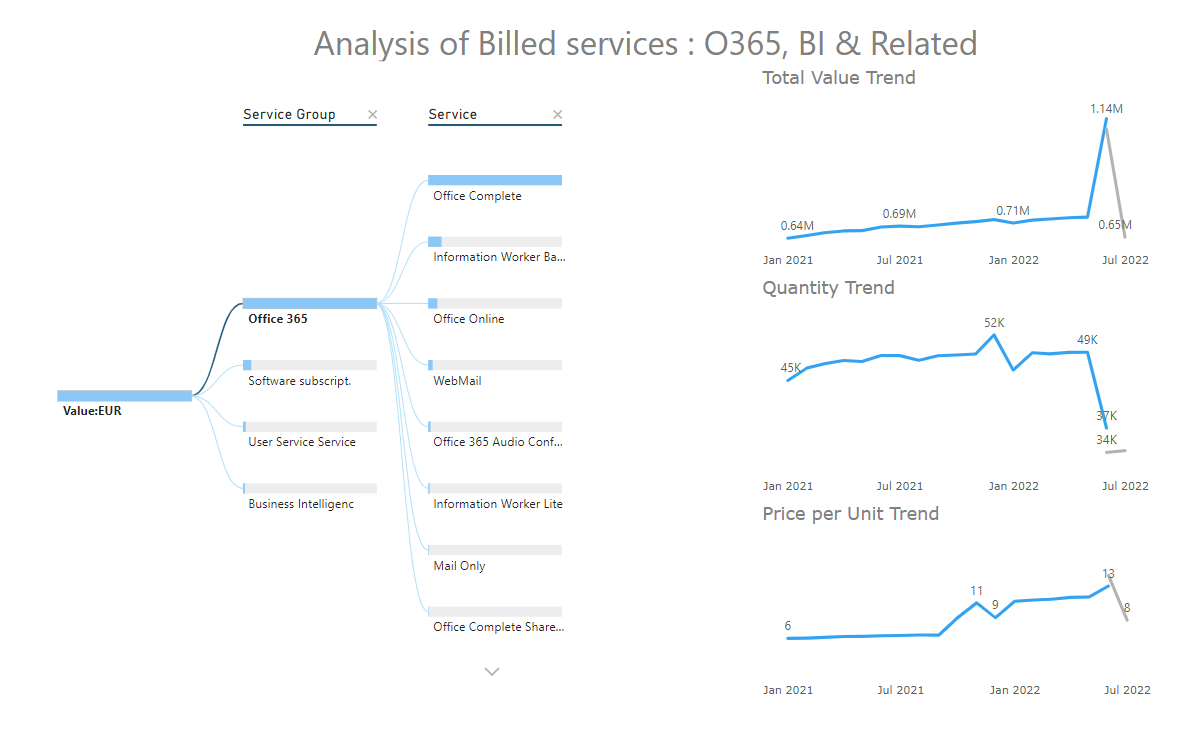 Analysis of Billed services : O365, BI & Related
Service Group
Service
Value:EUR
Office 365
Software subscript.
User Service Service
Business Intelligenc
Office Complete
Information Worker Ba...
Office Online
WebMail
Office 365 Audio Conf...
Information Worker Lite
Mail Only
Office Complete Share...
Total Value Trend
1.14M
0.64M
0.69M
0.71M
0.65M
Jan 2021 Jul 2021 Jan 2022 Jul 2022
Quantity Trend
52K
49K
45K
37K
34K
Jan 2021 Jul 2021 Jan 2022 Jul 2022
Price per Unit Trend
13
11
9
8
6
Jan 2021 Jul 2021 Jan 2022 Jul 2022